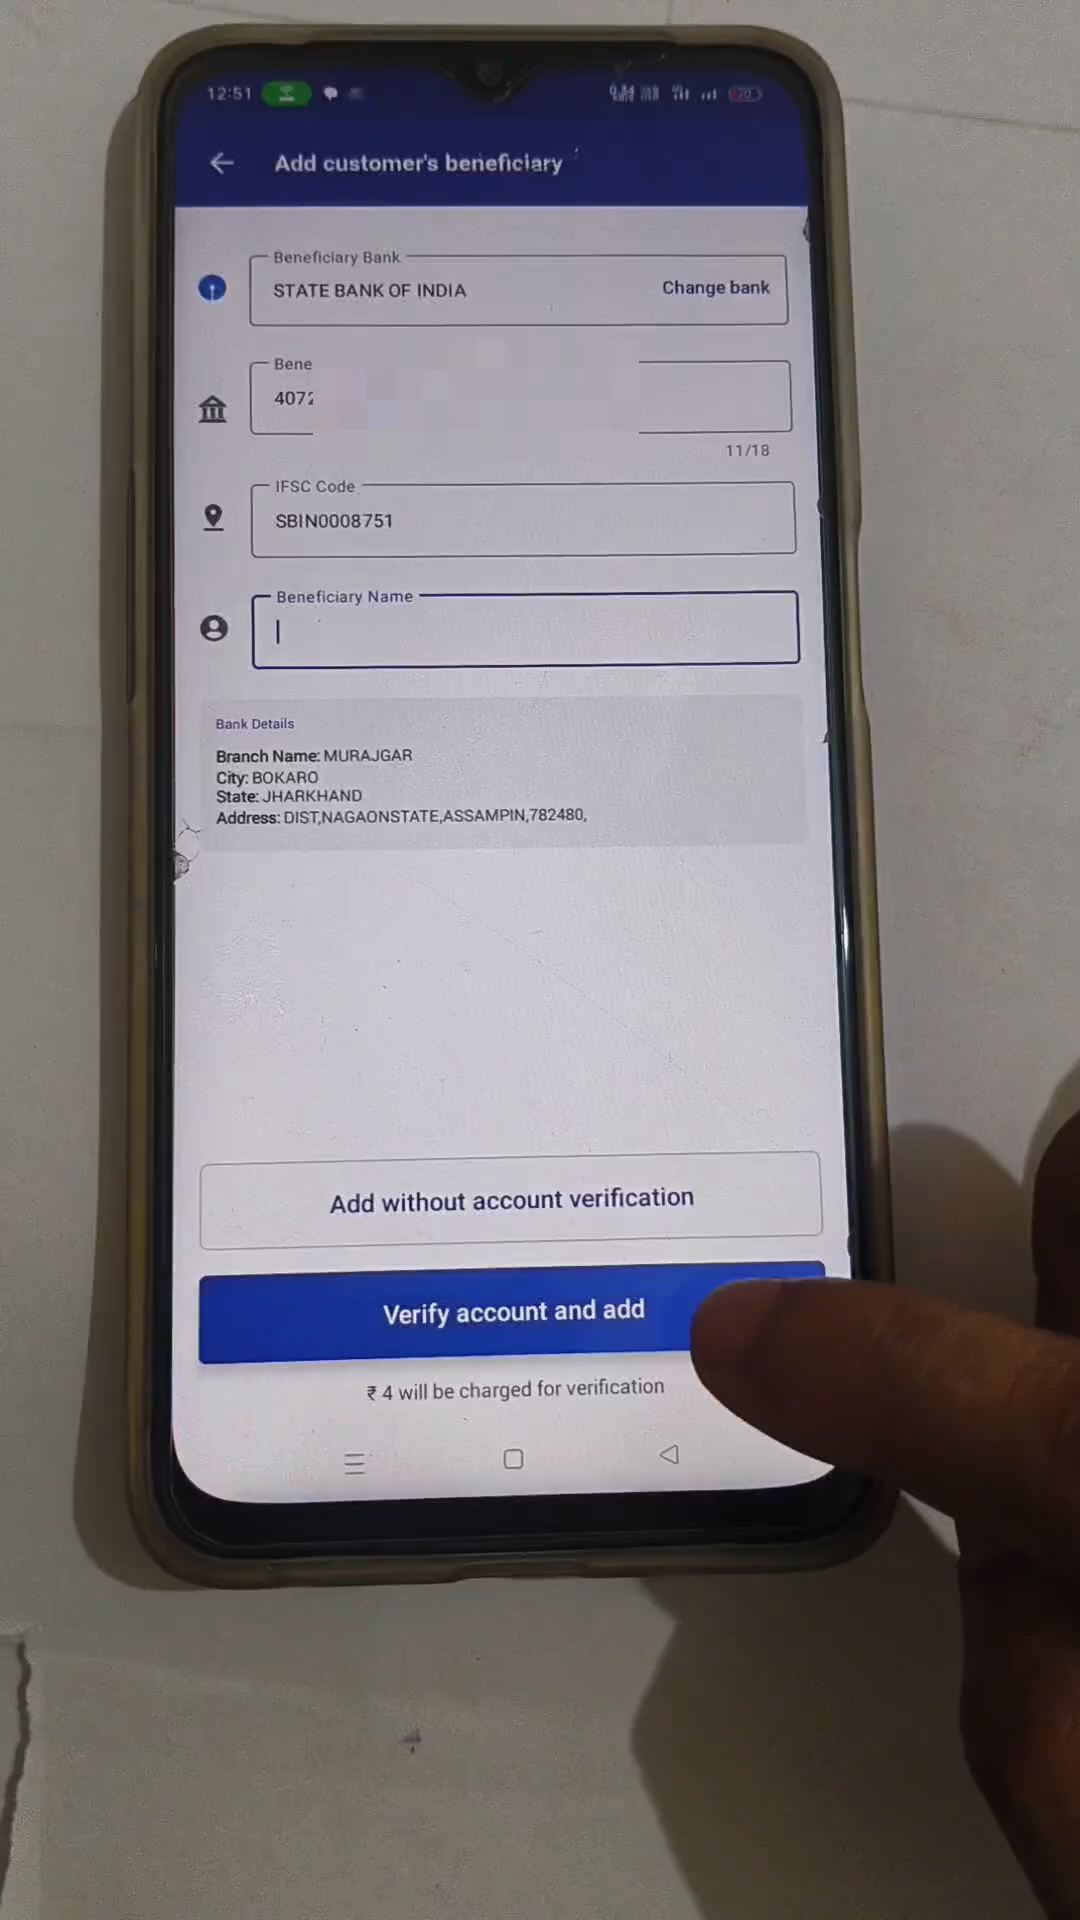 12:51
Add customer's beneficiary
Beneficiary Bank
STATE BANK OF INDIA
Change bank
Bene
4072
11/18
IFSC Code
SBIN0008751
Beneficiary Name
Bank Details
Branch Name: MURAJGAR
City: BOKARO
State: JHARKHAND
Address: DIST,NAGAONSTATE,ASSAMPIN,782480,
Add without account verification
Verify account and add
₹ 4 will be charged for verification